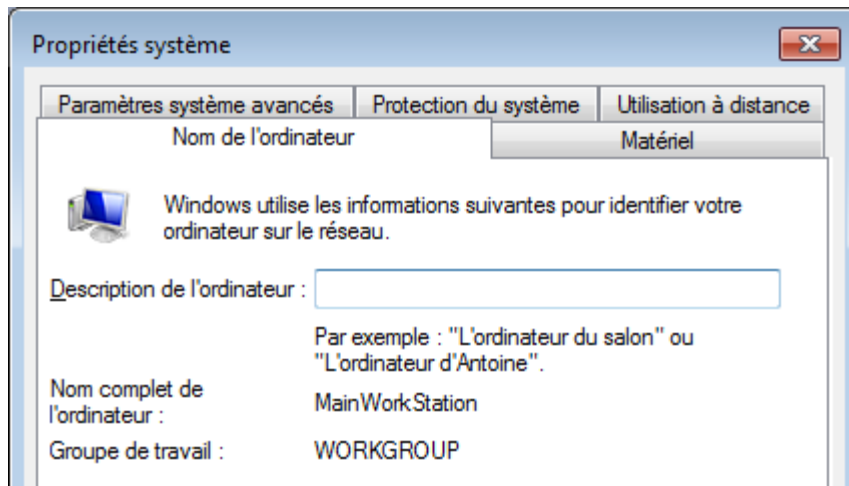 Propriétés système
Paramètres système avancés Protection du système Utilisation à distance
Nom de l'ordinateur Matériel
Windows utilise les informations suivantes pour identifier votre
ordinateur sur le réseau.
Description de l'ordinateur :
Par exemple : "L'ordinateur du salon" ou
"L'ordinateur d'Antoine".
Nom complet de
l'ordinateur :
MainWorkStation
Groupe de travail : WORKGROUP